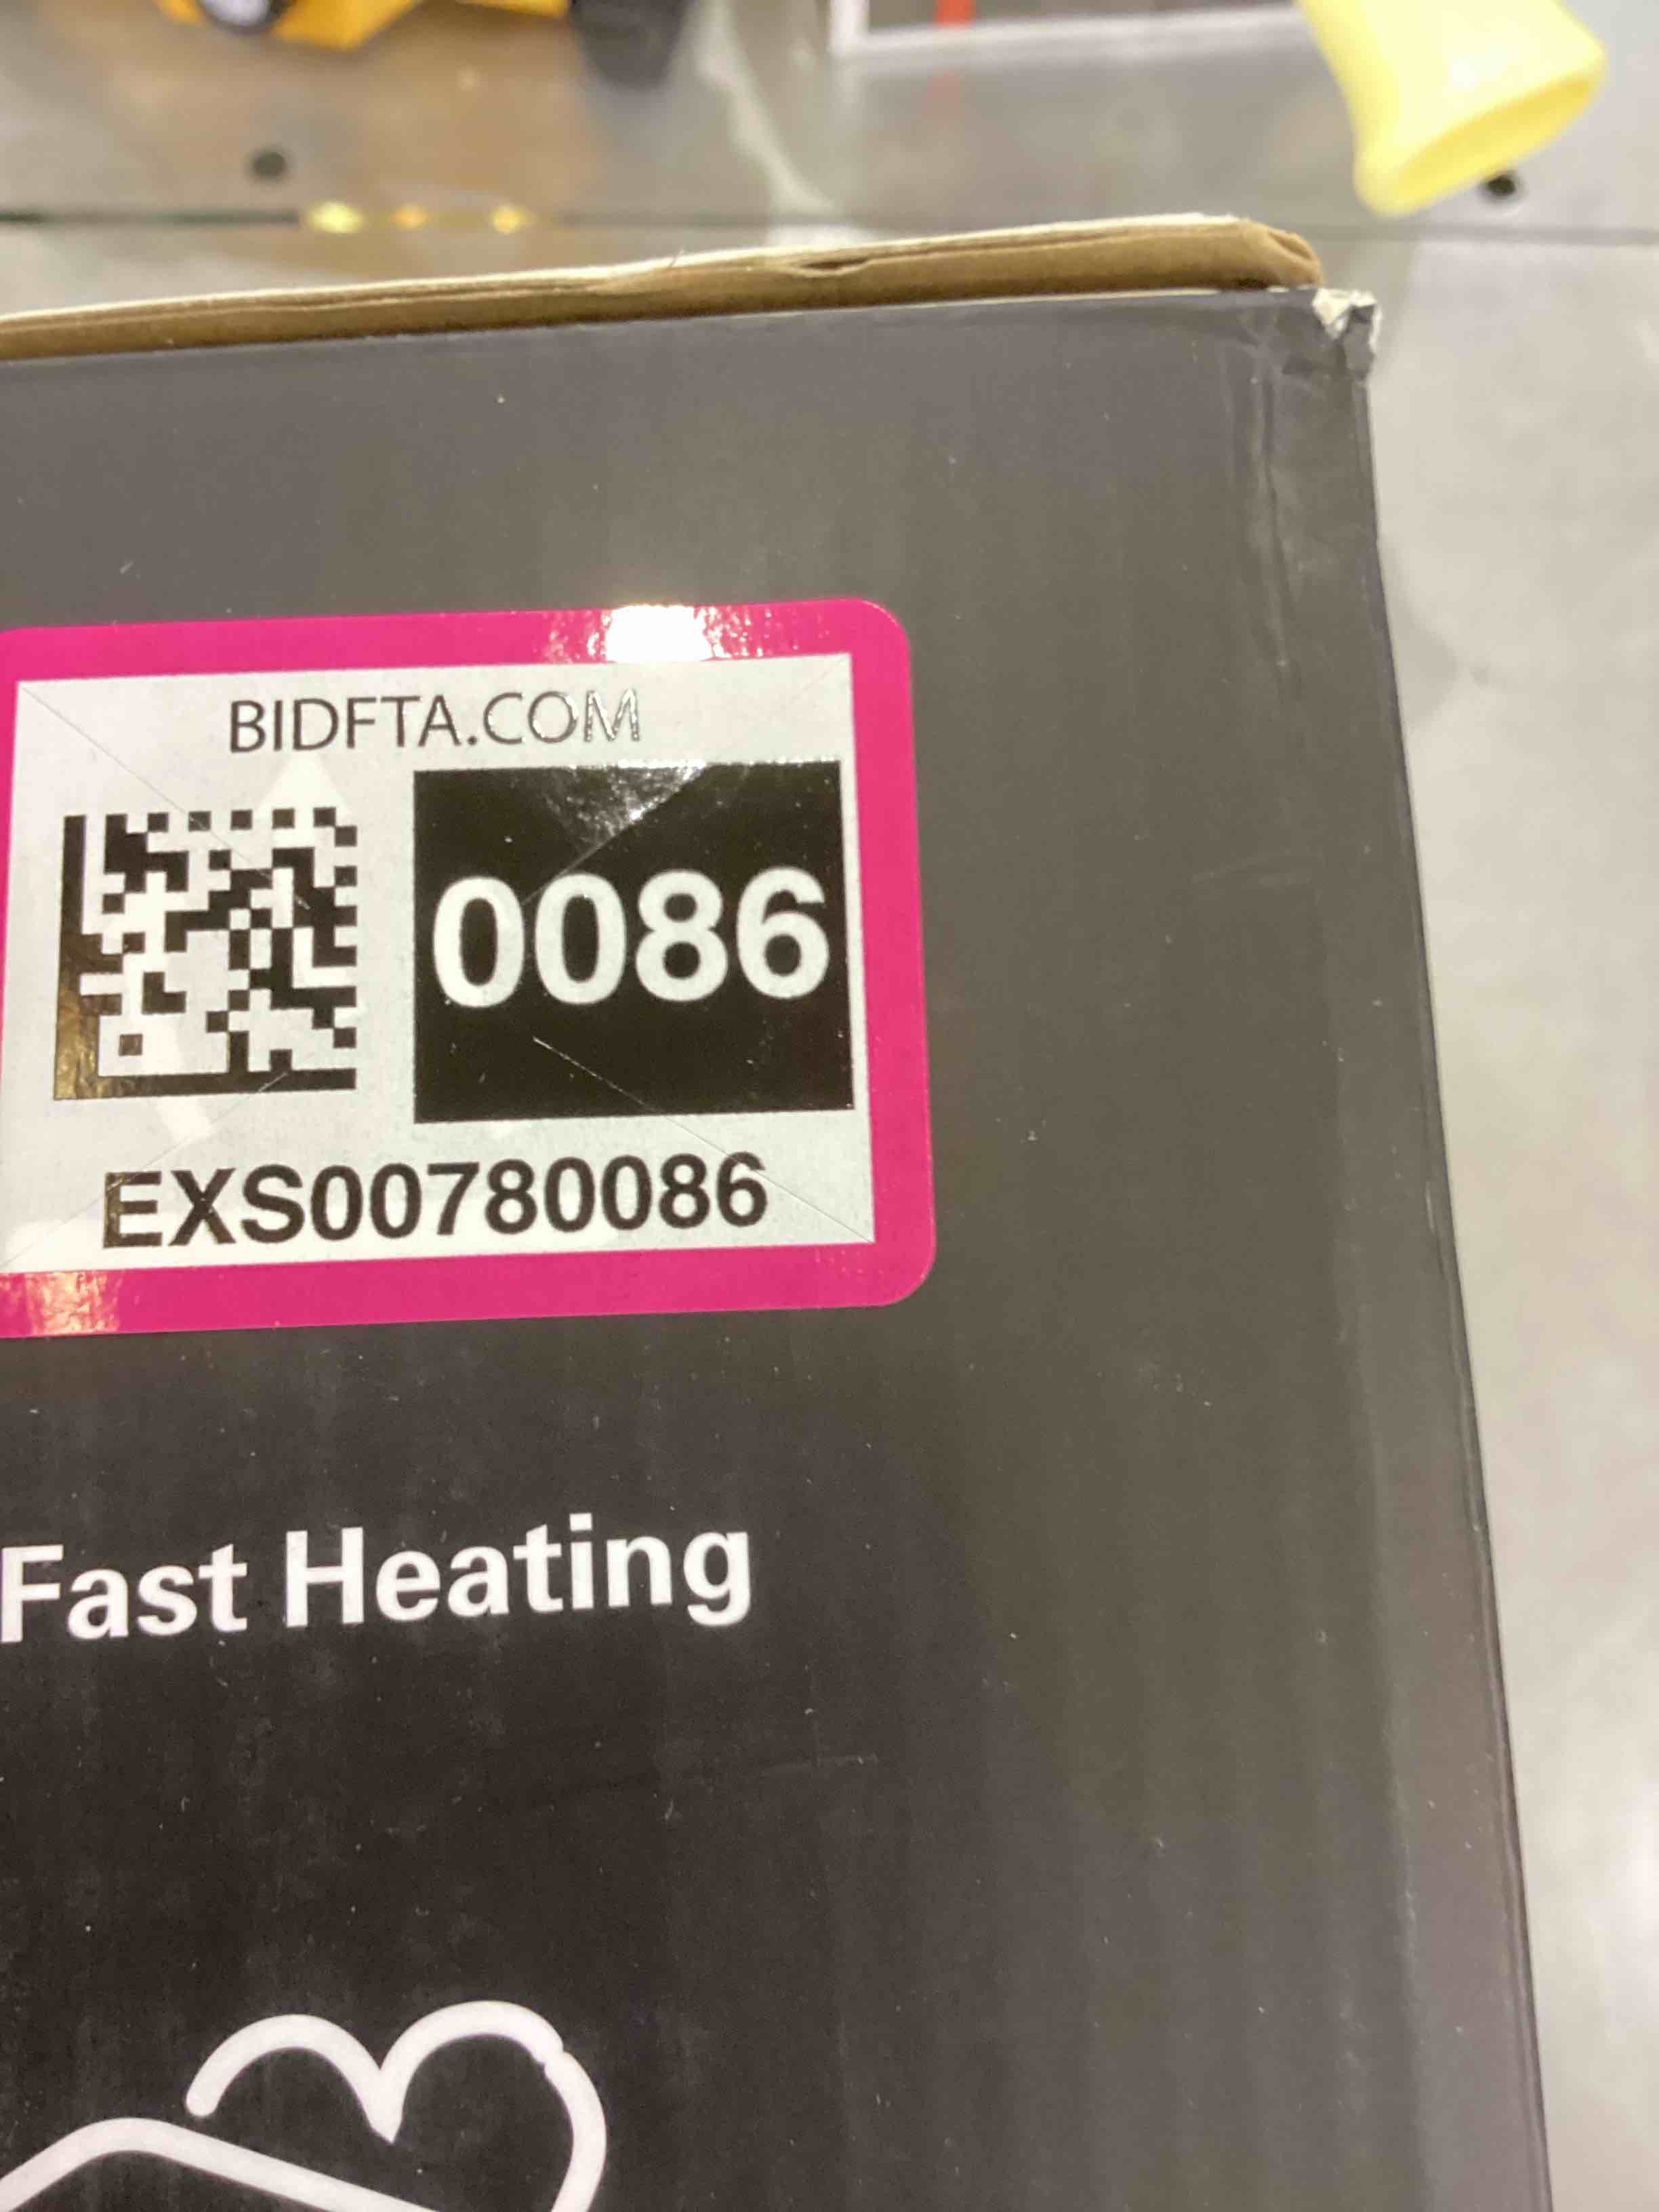 BIDFTA.COM
0086
EXS00780086
Fast Heating